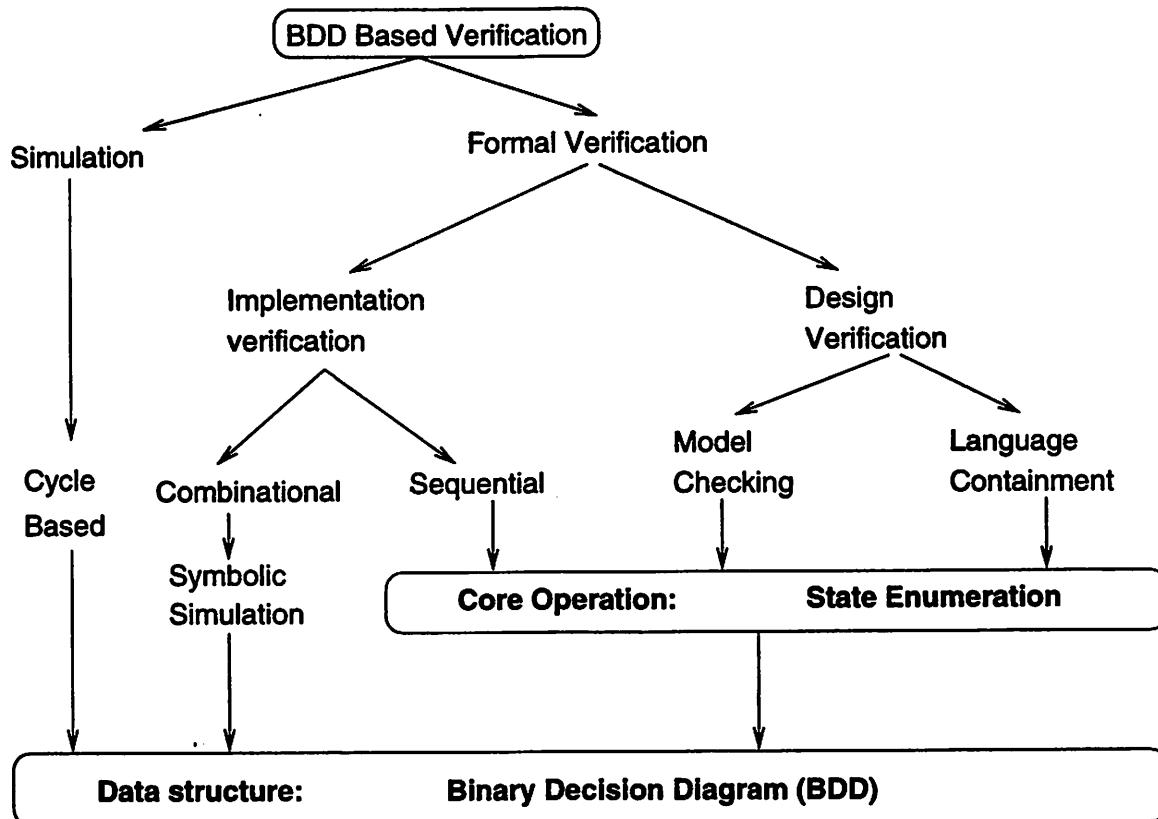 BDD Based Verification
Simulation
Formal Verification
Implementation
verification
Design
Verification
Cycle
Based
Combinational
Sequential
Model
Checking
Language
Containment
Symbolic
Simulation
Core Operation: State Enumeration
Data structure: Binary Decision Diagram (BDD)